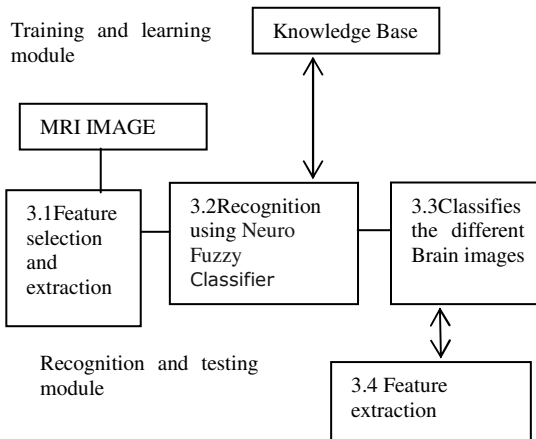 Training and learning
module
Knowledge Base
MRI IMAGE
3.1Feature
selection
and
extraction
3.2Recognition
using Neuro
Fuzzy
Classifier
3.3Classifies
the different
Brain images
Recognition and testing
module
3.4 Feature
extraction